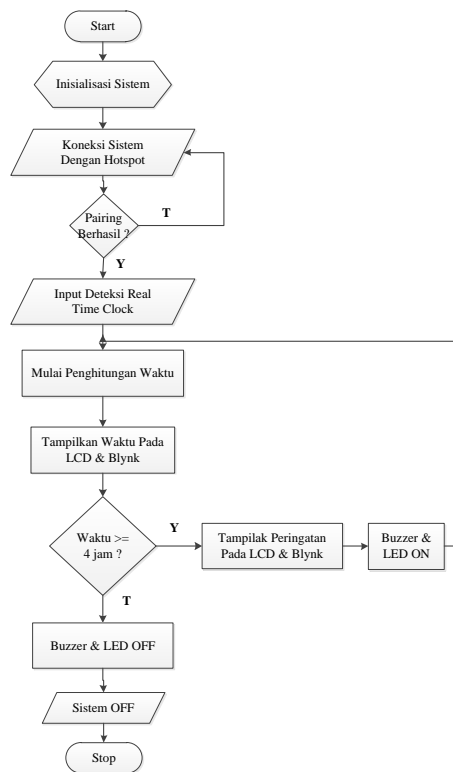 Start
Inisialisasi Sistem
Koneksi Sistem
Dengan Hotspot
Pairing
Berhasil ?
T
Y
Input Deteksi Real
Time Clock
Mulai Penghitungan Waktu
Tampilkan Waktu Pada
LCD & Blynk
Waktu >=
4 jam ?
Y
Tampilak Peringatan
Pada LCD & Blynk
Buzzer &
LED ON
T
Buzzer & LED OFF
Sistem OFF
Stop